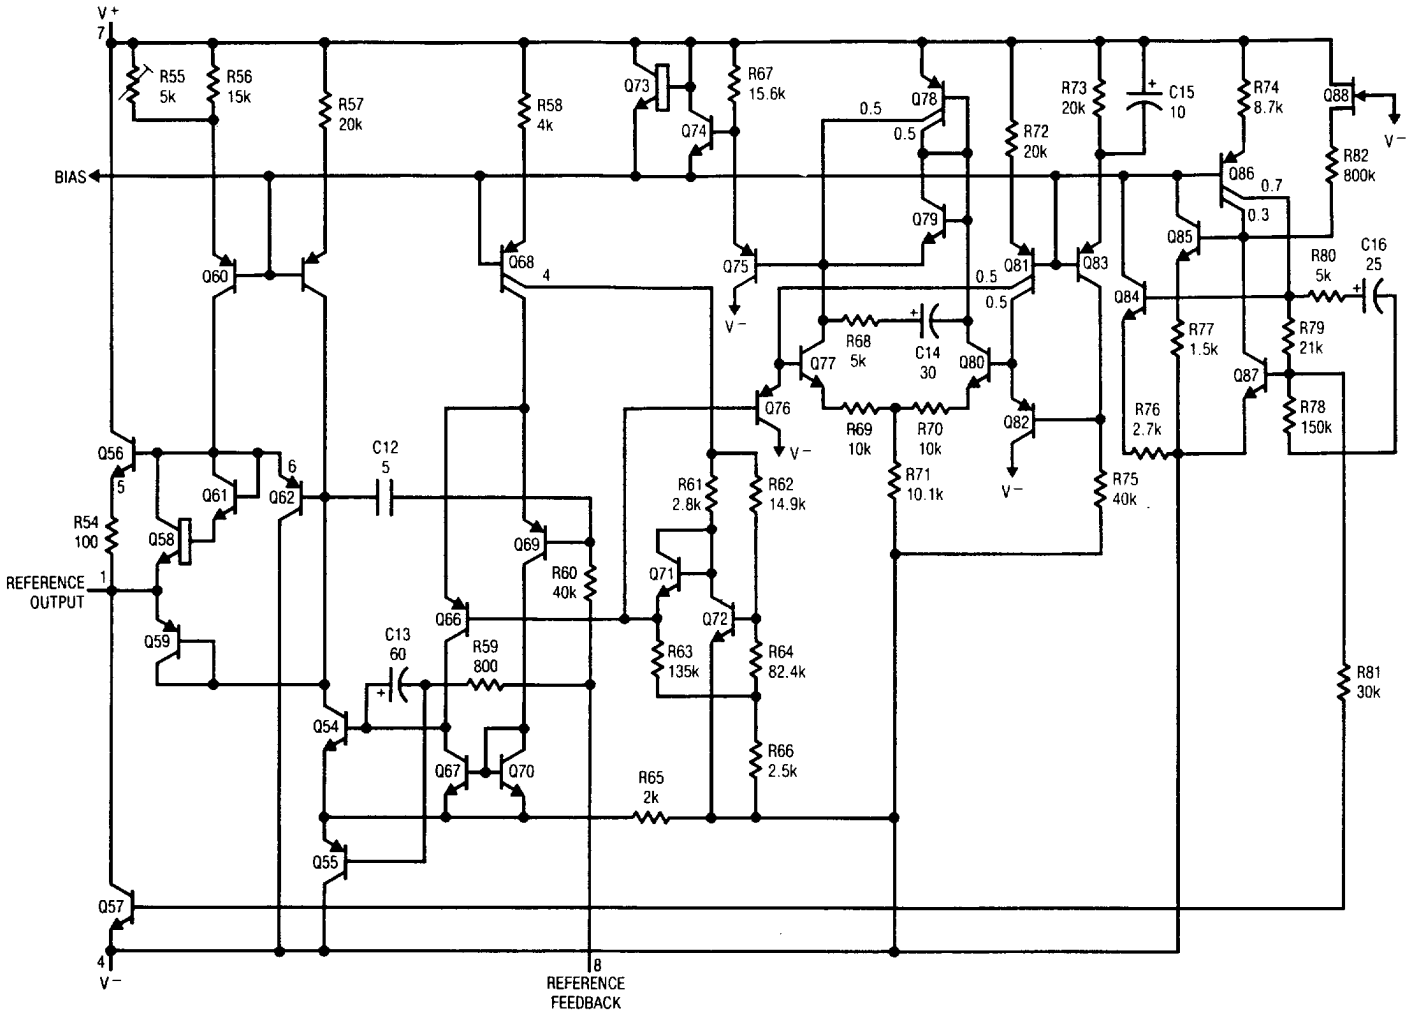 V+
7
R55
5k
R56
15k
R57
20k
R58
4k
Q73
Q74
R67
15.6k
0.5
Q78
0.5
R72
20k
R73
20k
+
C15
10
R74
8.7k
Q88
V−
R82
800k
BIAS
Q86
0.7
0.3
Q60
Q68
4
Q75
V−
Q79
0.5
Q81
0.5
Q83
Q85
Q84
R80
5k
C16
25
+
R68
5k
+
C14
30
R77
1.5k
R79
21k
Q77
Q80
Q87
Q76
V−
R69
10k
R70
10k
Q82
V−
R76
2.7k
R78
150k
Q56
5
6
Q61
Q62
C12
5
R61
2.8k
R62
14.9k
R71
10.1k
R75
40k
R54
100
Q58
Q69
R60
40k
Q71
REFERENCE
OUTPUT
1
Q59
Q66
Q72
C13
60
+
R59
800
R63
135k
R64
82.4k
R81
30k
Q54
Q67
Q70
R66
2.5k
R65
2k
Q55
Q57
4
V−
8
REFERENCE
FEEDBACK